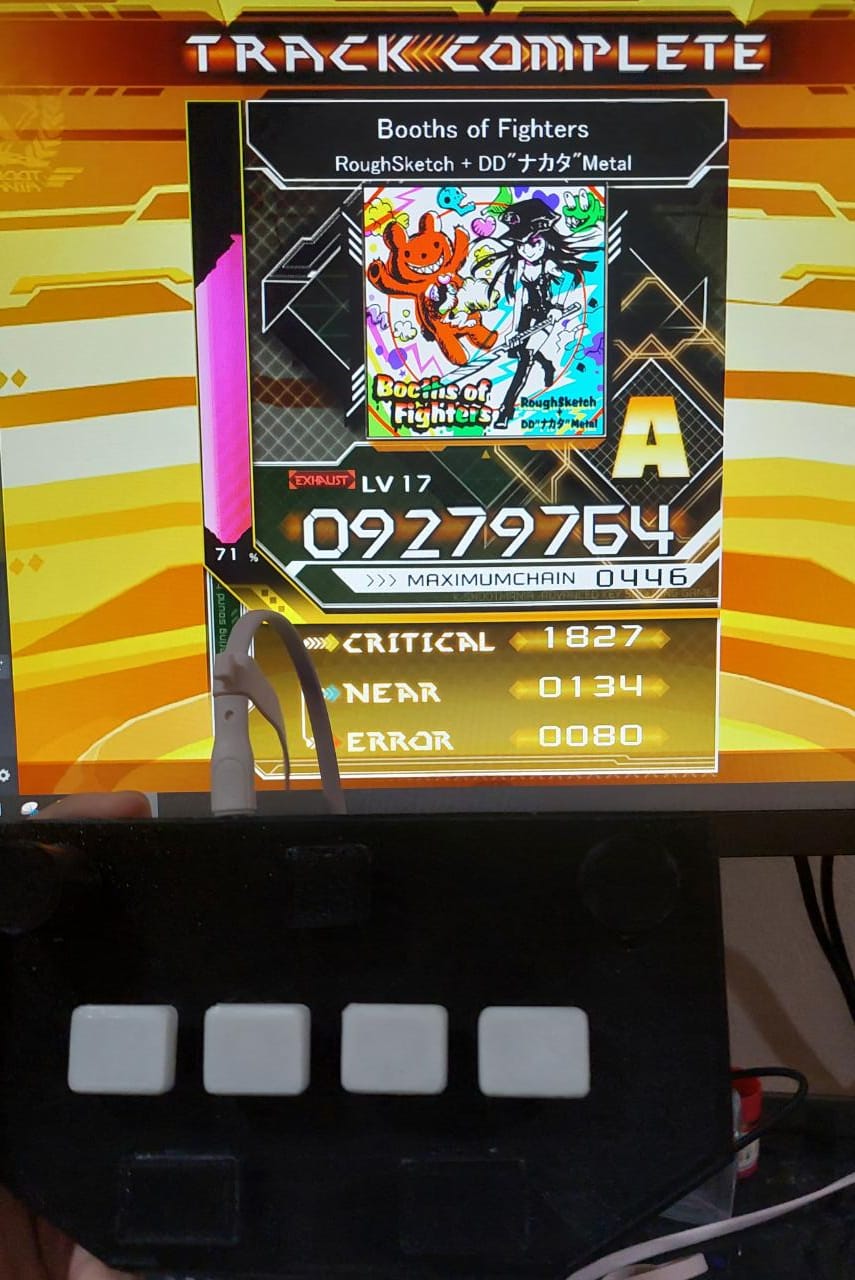 TRACK COMPLETE
Booths of Fighters
RoughSketch + DD"ナカタ"Metal
Booths of
Fighters
RoughSketch
+
DD"ナカタ"Metal
A
EXHAUST LV 17
09279764
71 %
>>> MAXIMUMCHAIN 0446
CRITICAL 1827
NEAR 0134
ERROR 0080